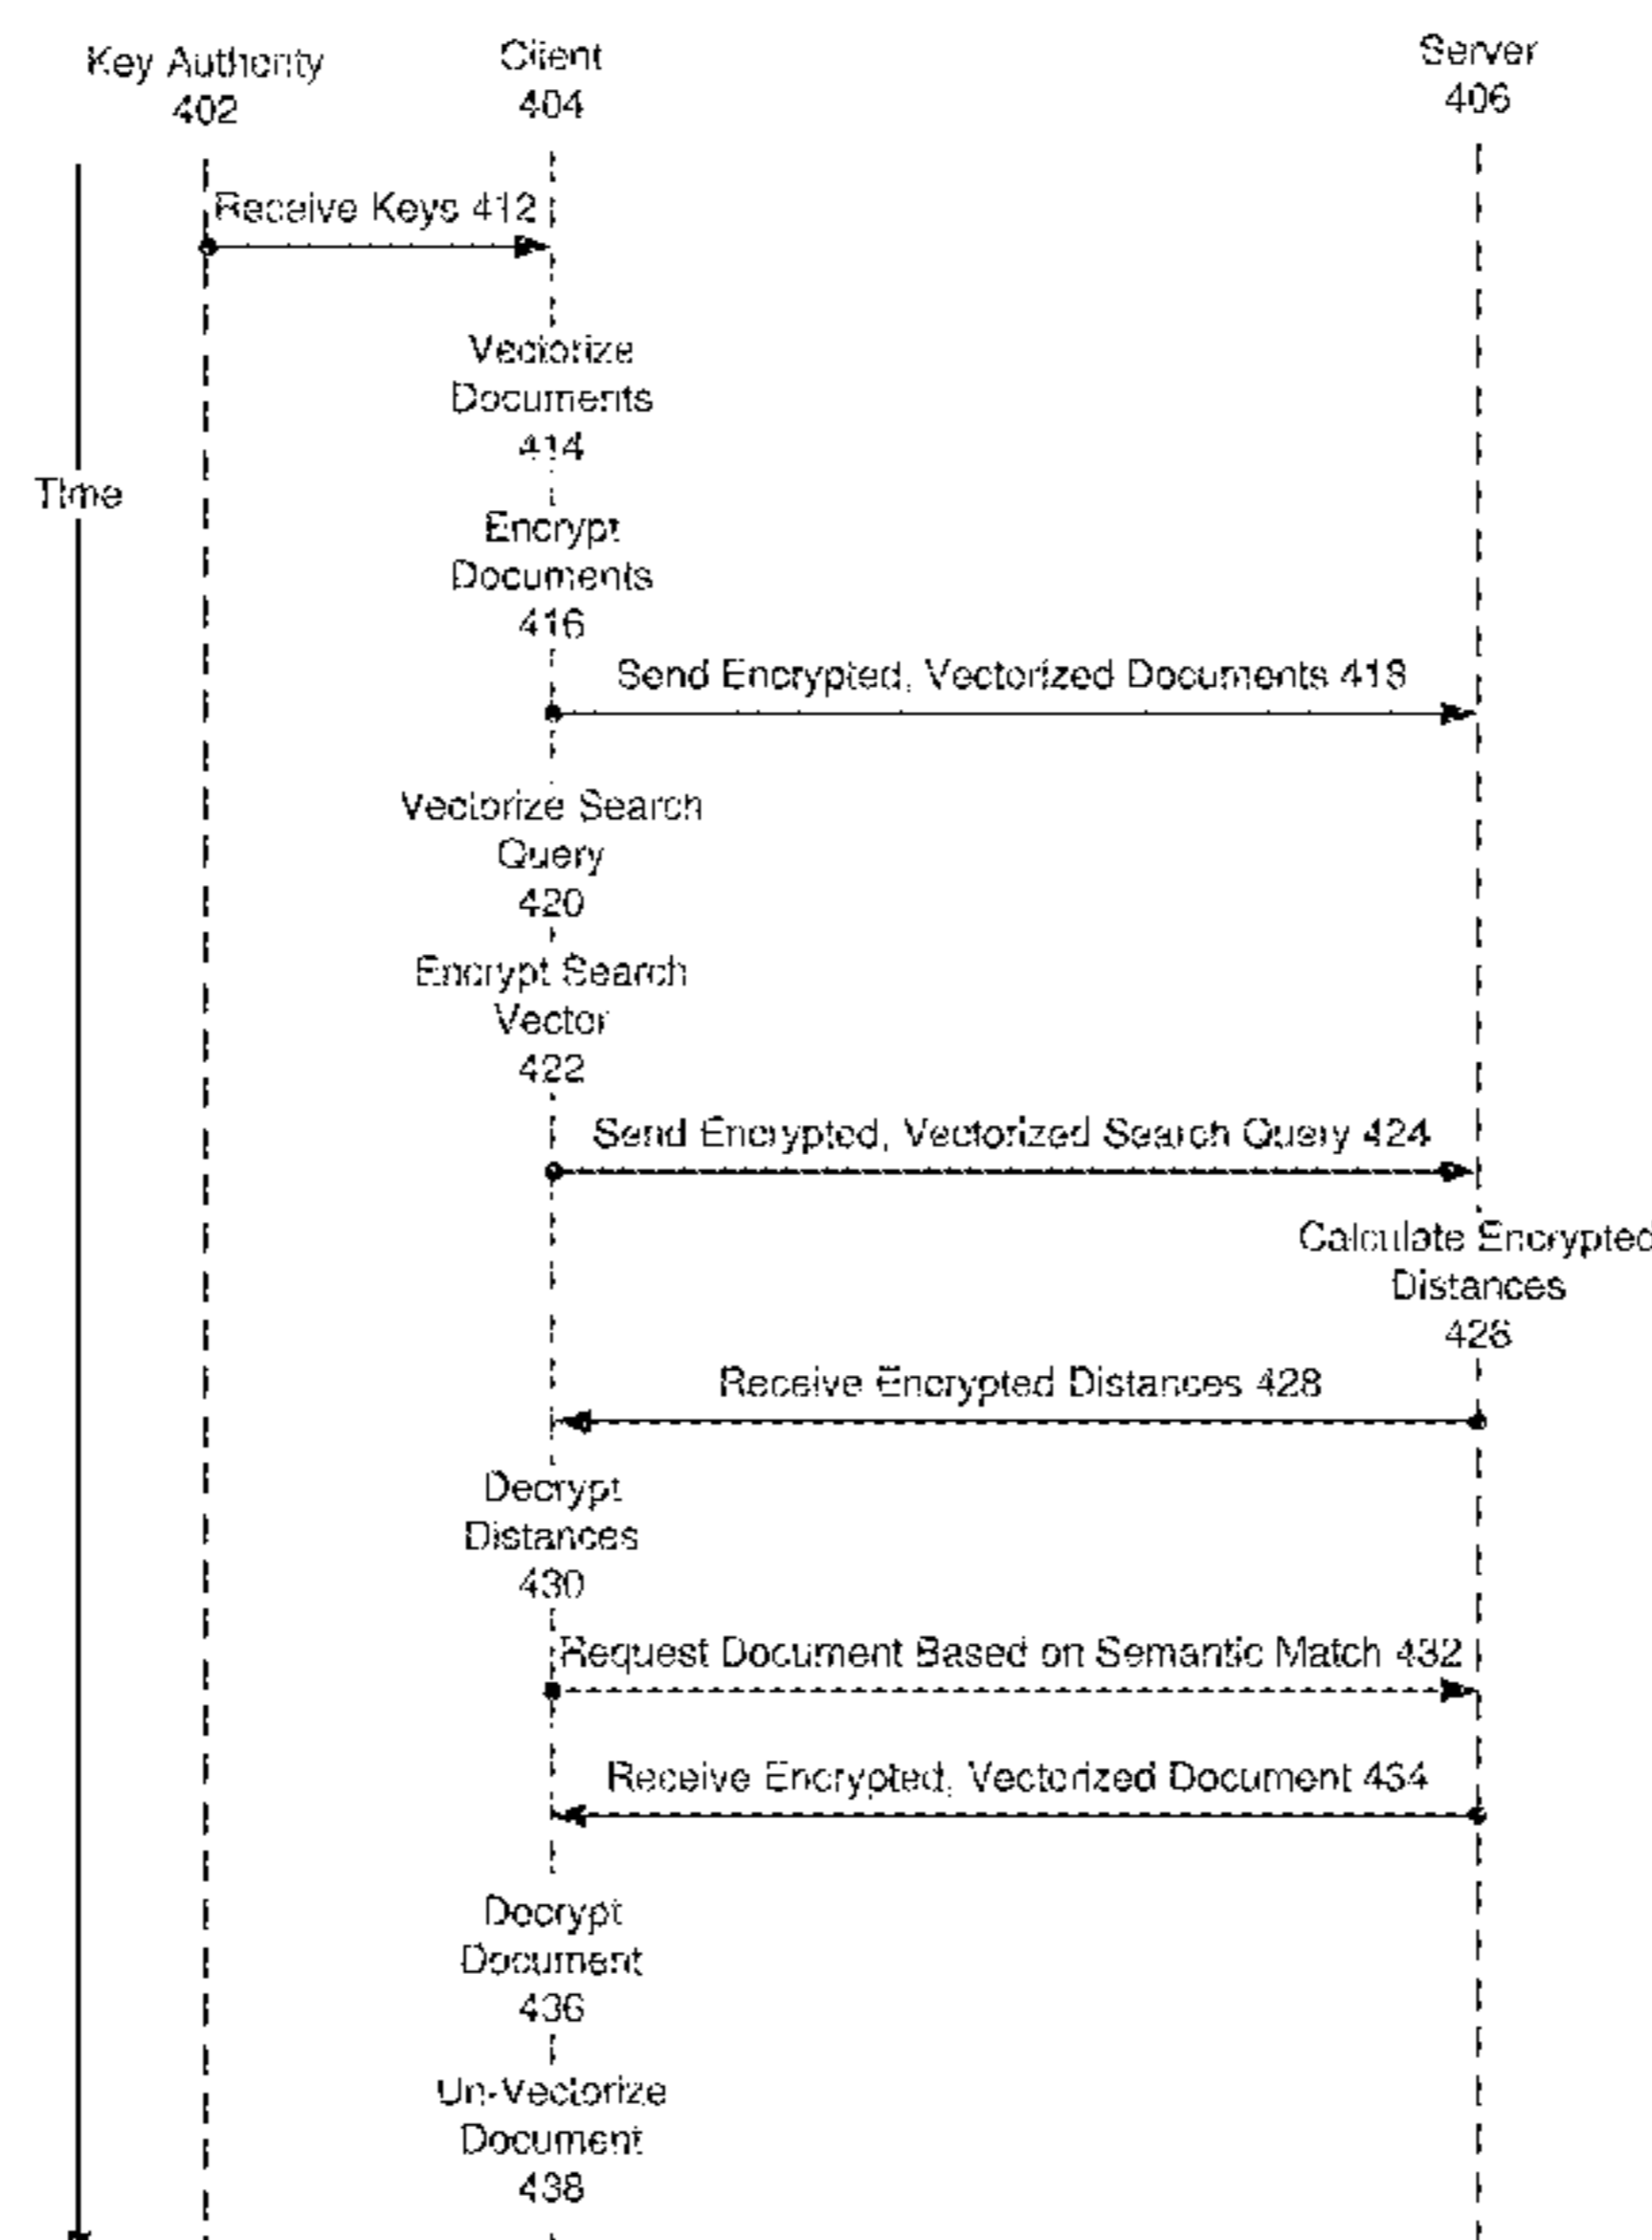 Key Authority
402
Client
404
Server
406
Receive Keys 412
Vectorize
Documents
414
Time
Encrypt
Documents
416
Send Encrypted, Vectorized Documents 418
Vectorize Search
Query
420
Encrypt Search
Vector
422
Send Encrypted, Vectorized Search Query 424
Calculate Encrypted
Distances
426
Receive Encrypted Distances 428
Decrypt
Distances
430
Request Document Based on Semantic Match 432
Receive Encrypted, Vectorized Document 434
Decrypt
Document
436
Un-Vectorize
Document
438